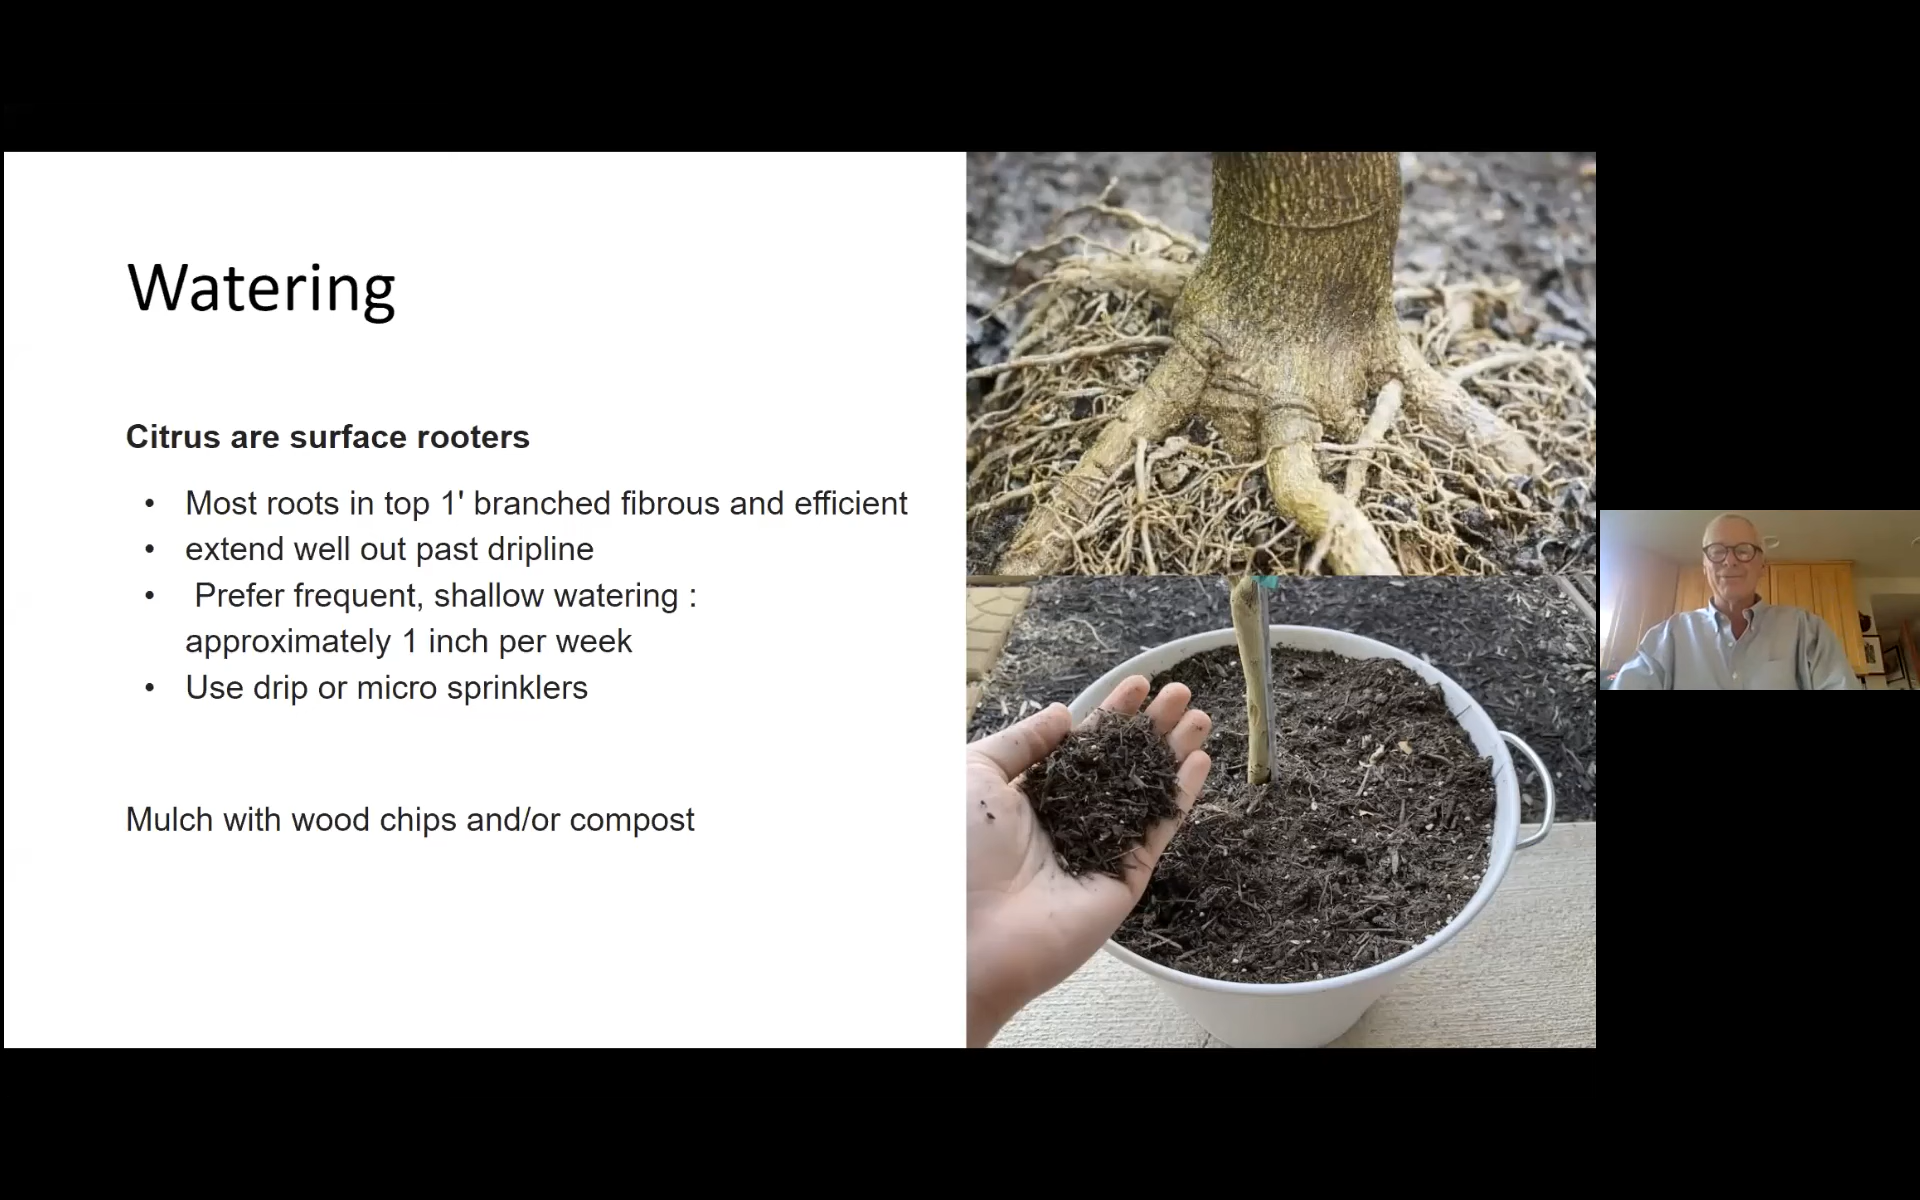 Watering
Citrus are surface rooters
• Most roots in top 1' branched fibrous and efficient
• extend well out past dripline
• Prefer frequent, shallow watering :
approximately 1 inch per week
• Use drip or micro sprinklers
Mulch with wood chips and/or compost